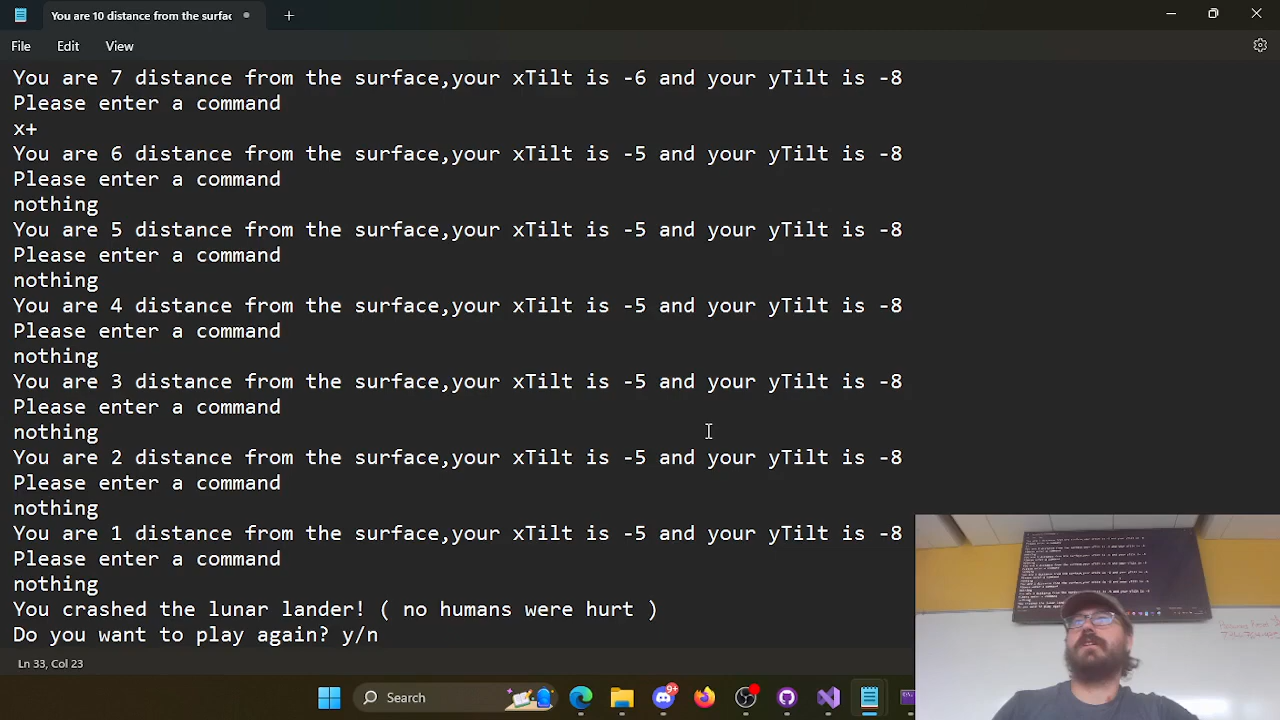 You are 10 distance from the surfac
File Edit View
You are 7 distance from the surface,your xTilt is -6 and your yTilt is -8
Please enter a command
x+
You are 6 distance from the surface,your xTilt is -5 and your yTilt is -8
Please enter a command
nothing
You are 5 distance from the surface,your xTilt is -5 and your yTilt is -8
Please enter a command
nothing
You are 4 distance from the surface,your xTilt is -5 and your yTilt is -8
Please enter a command
nothing
You are 3 distance from the surface,your xTilt is -5 and your yTilt is -8
Please enter a command
nothing
You are 2 distance from the surface,your xTilt is -5 and your yTilt is -8
Please enter a command
nothing
You are 1 distance from the surface,your xTilt is -5 and your yTilt is -8
Please enter a command
nothing
You crashed the lunar lander! ( no humans were hurt )
Do you want to play again? y/n
Ln 33, Col 23
Search
9+